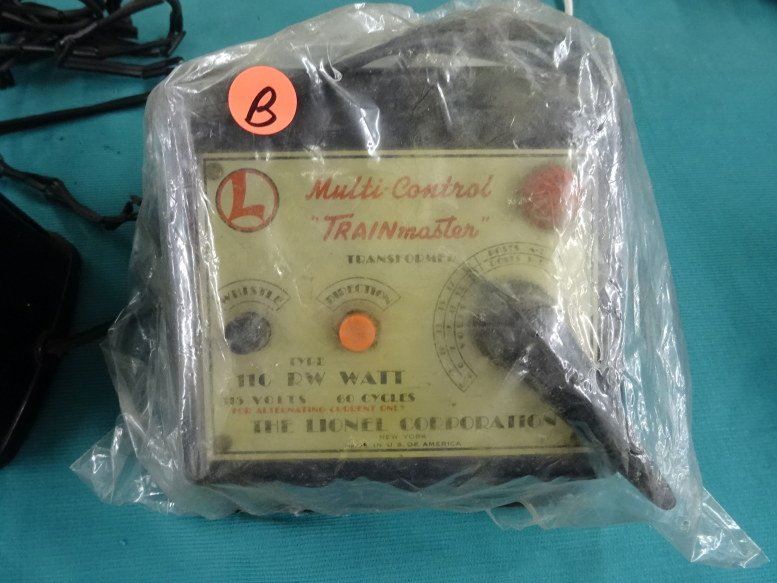 B
L
Multi-Control
"TRAINmaster"
TRANSFORMER
WHISTLE
DIRECTION
TYPE
110 RW WATT
115 VOLTS 60 CYCLES
FOR ALTERNATING CURRENT ONLY
THE LIONEL CORPORATION
NEW YORK
MADE IN U.S. OF AMERICA